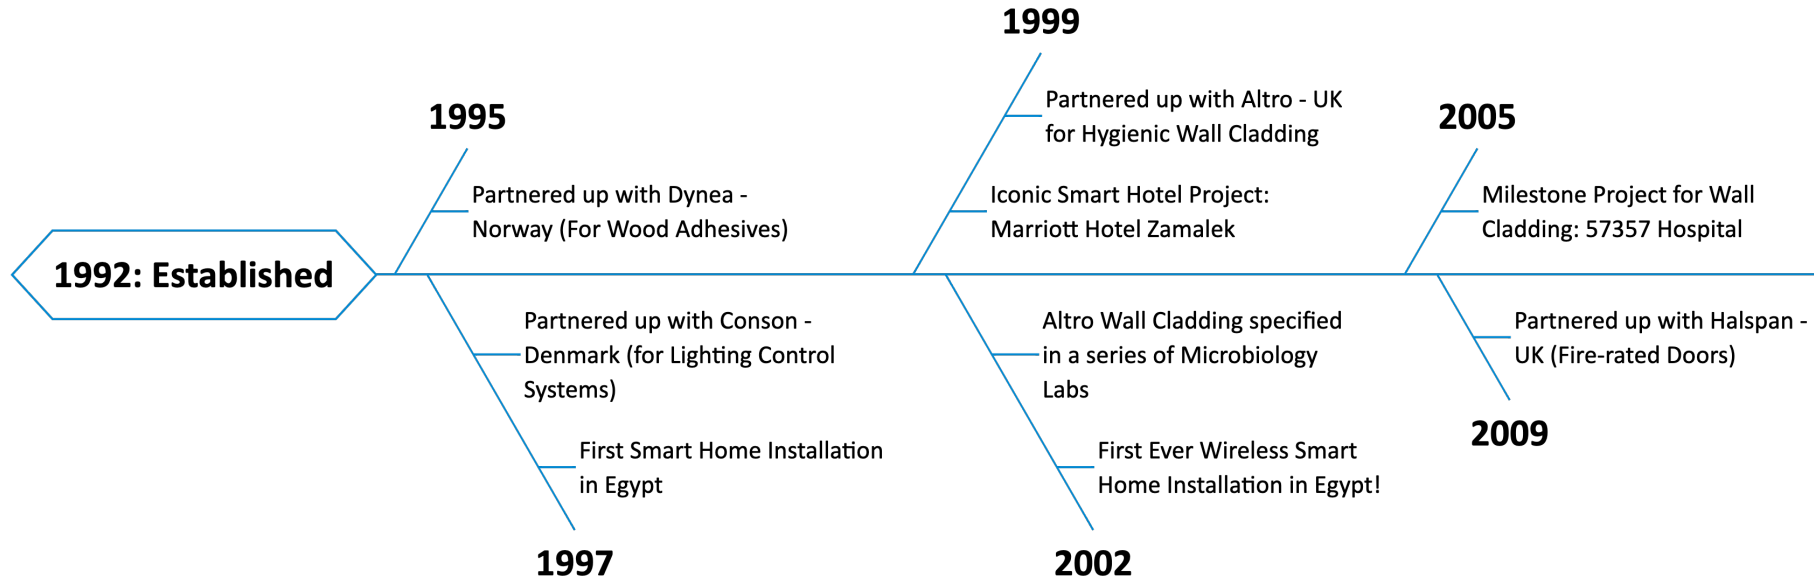 1992: Established
1995
Partnered up with Dynea -
Norway (For Wood Adhesives)
Partnered up with Conson -
Denmark (for Lighting Control
Systems)
First Smart Home Installation
in Egypt
1997
1999
Partnered up with Altro - UK
for Hygienic Wall Cladding
Iconic Smart Hotel Project:
Marriott Hotel Zamalek
Altro Wall Cladding specified
in a series of Microbiology
Labs
First Ever Wireless Smart
Home Installation in Egypt!
2002
2005
Milestone Project for Wall
Cladding: 57357 Hospital
Partnered up with Halspan -
UK (Fire-rated Doors)
2009